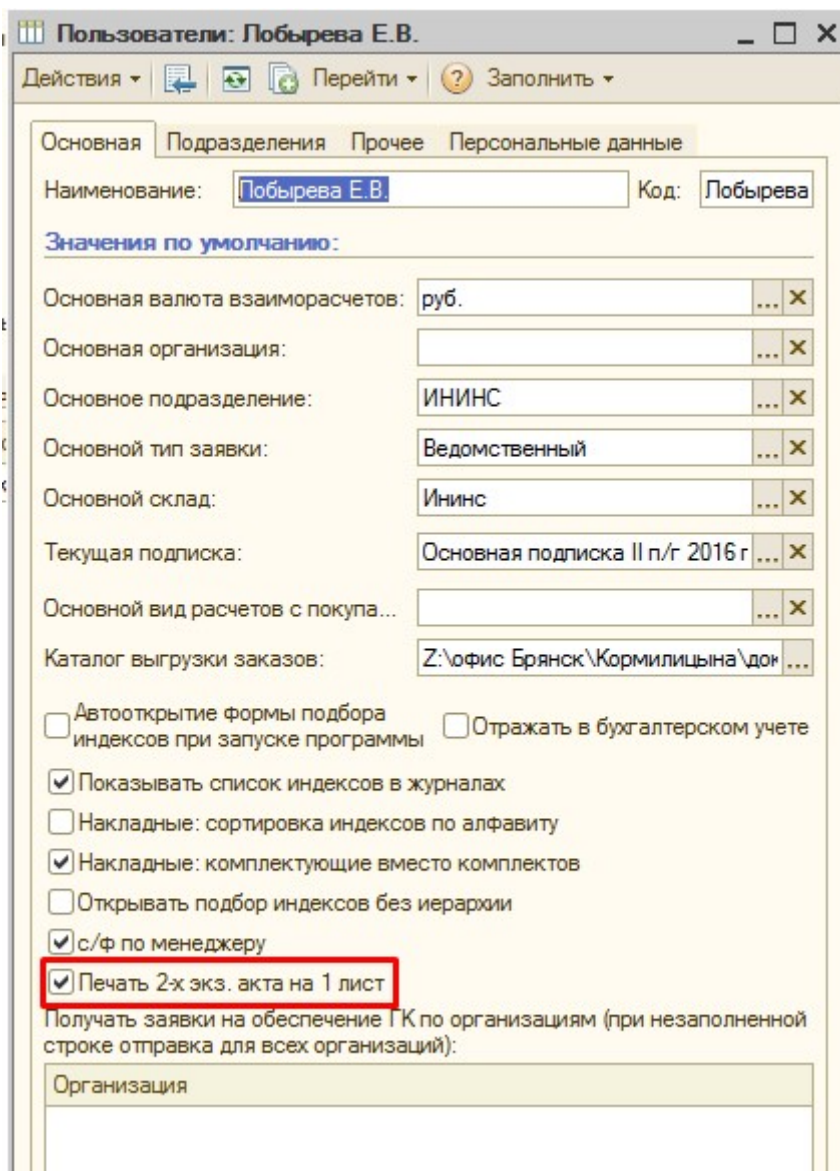 Пользователи: Лобырева Е.В.
Действия Перейти ? Заполнить
Основная Подразделения Прочее Персональные данные
Наименование: Лобырева Е.В. Код: Лобырева
Значения по умолчанию:
Основная валюта взаиморасчетов: руб. ...
Основная организация: ...
Основное подразделение: ИНИНС ...
Основной тип заявки: Ведомственный ...
Основной склад: Ининс ...
Текущая подписка: Основная подписка II п/г 2016 г ...
Основной вид расчетов с покупа... ...
Каталог выгрузки заказов: Z:\офис Брянск\Кормилицына\док ...
Автооткрытие формы подбора
индексов при запуске программы Отражать в бухгалтерском учете
Показывать список индексов в журналах
Накладные: сортировка индексов по алфавиту
Накладные: комплектующие вместо комплектов
Открывать подбор индексов без иерархии
с/ф по менеджеру
Печать 2-х экз. акта на 1 лист
Получать заявки на обеспечение ГК по организациям (при незаполненной
строке отправка для всех организаций):
Организация